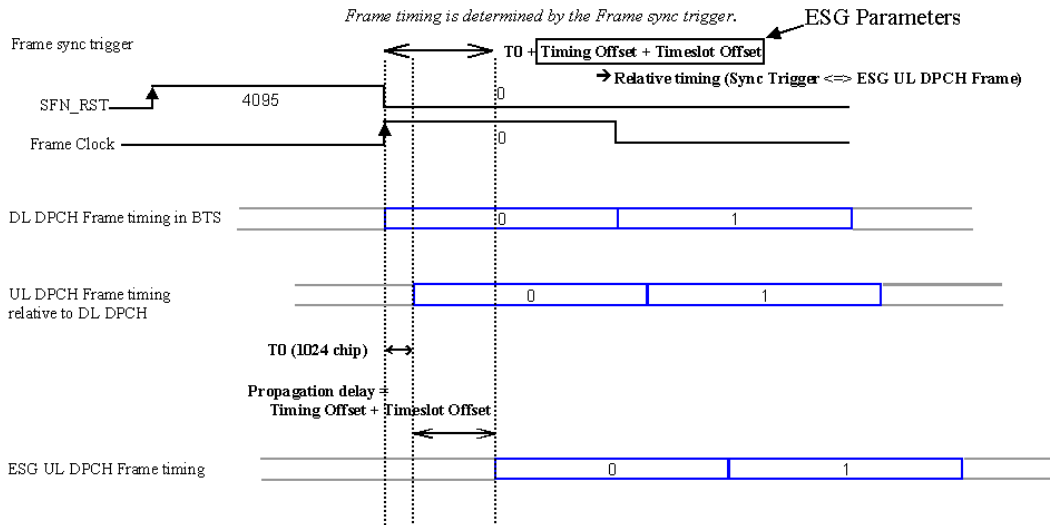 Frame timing is determined by the Frame sync trigger.
ESG Parameters
Frame sync trigger
T0 + Timing Offset + Timeslot Offset
➔ Relative timing (Sync Trigger <=> ESG UL DPCH Frame)
SFN_RST
4095
0
Frame Clock
0
DL DPCH Frame timing in BTS
0
1
UL DPCH Frame timing
relative to DL DPCH
0
1
T0 (1024 chip)
Propagation delay =
Timing Offset + Timeslot Offset
ESG UL DPCH Frame timing
0
1